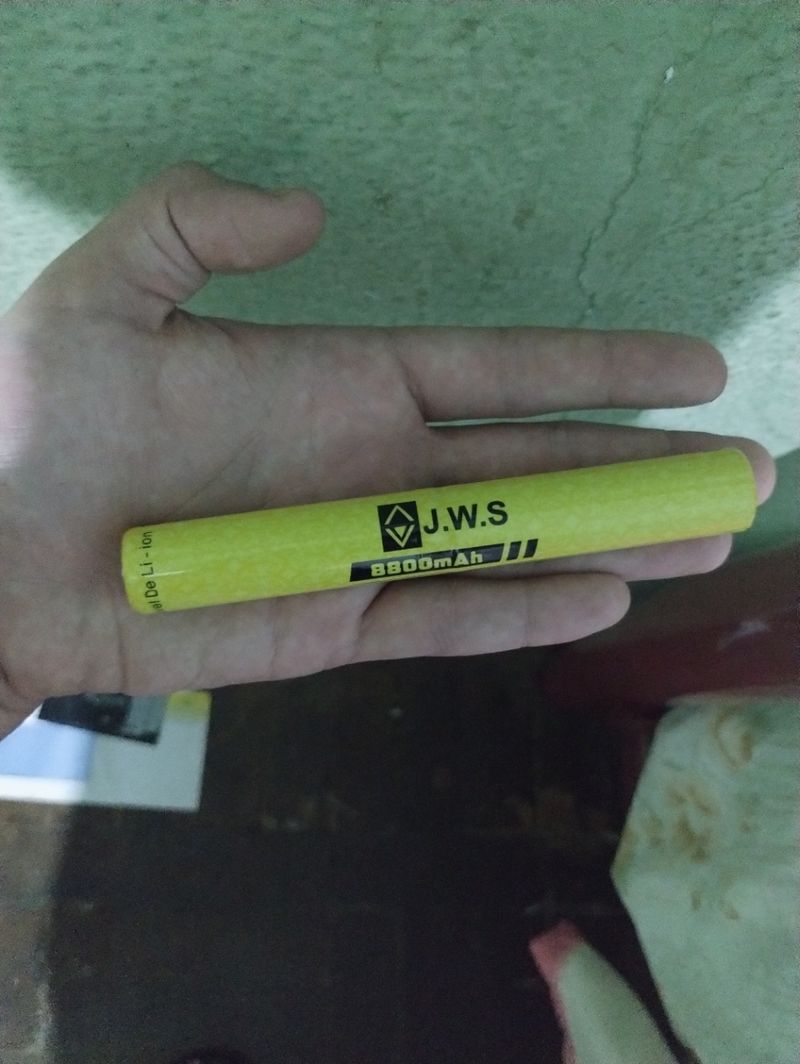 J.W.S
8800mAh
De Li-ion